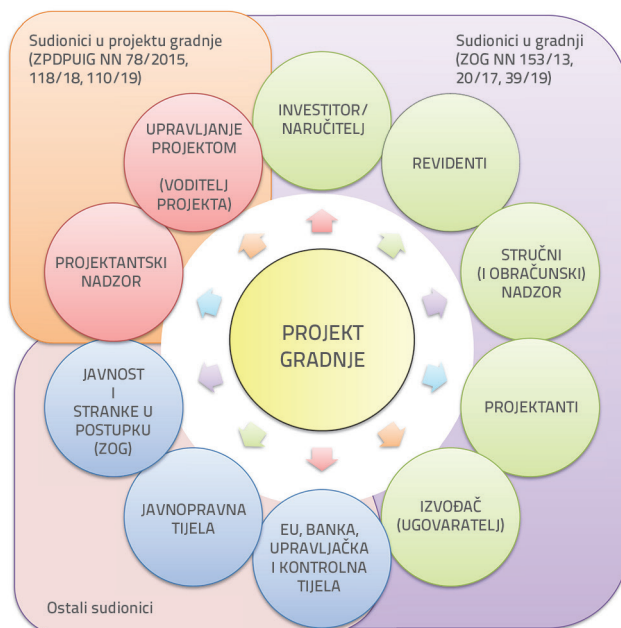 Sudionici u projektu gradnje
(ZPDPUIG NN 78/2015,
118/18, 110/19)
Sudionici u gradnji
(ZOG NN 153/13,
20/17, 39/19)
INVESTITOR/
NARUČITELJ
UPRAVLJANJE
PROJEKTOM
(VODITELJ
PROJEKTA)
REVIDENTI
PROJEKTANTSKI
NADZOR
STRUČNI
(I OBRAČUNSKI)
NADZOR
PROJEKT
GRADNJE
JAVNOST
I
STRANKE U
POSTUPKU
(ZOG)
PROJEKTANTI
JAVNOPRAVNA
TIJELA
EU, BANKA,
UPRAVLJAČKA
I KONTROLNA
TIJELA
IZVOĐAČ
(UGOVARATELJ)
Ostali sudionici